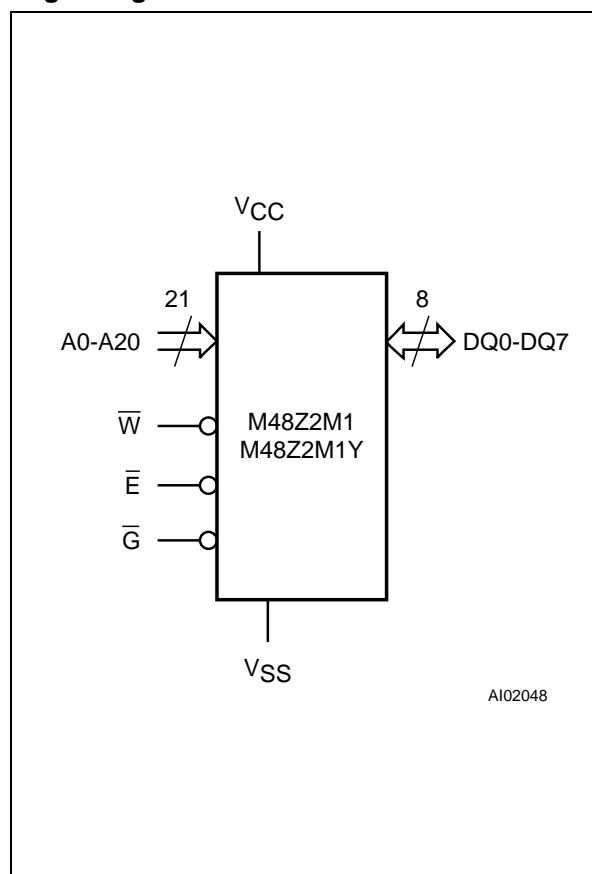 VCC
21
8
A0-A20
DQ0-DQ7
W̅
M48Z2M1
M48Z2M1Y
E̅
G̅
VSS
AI02048